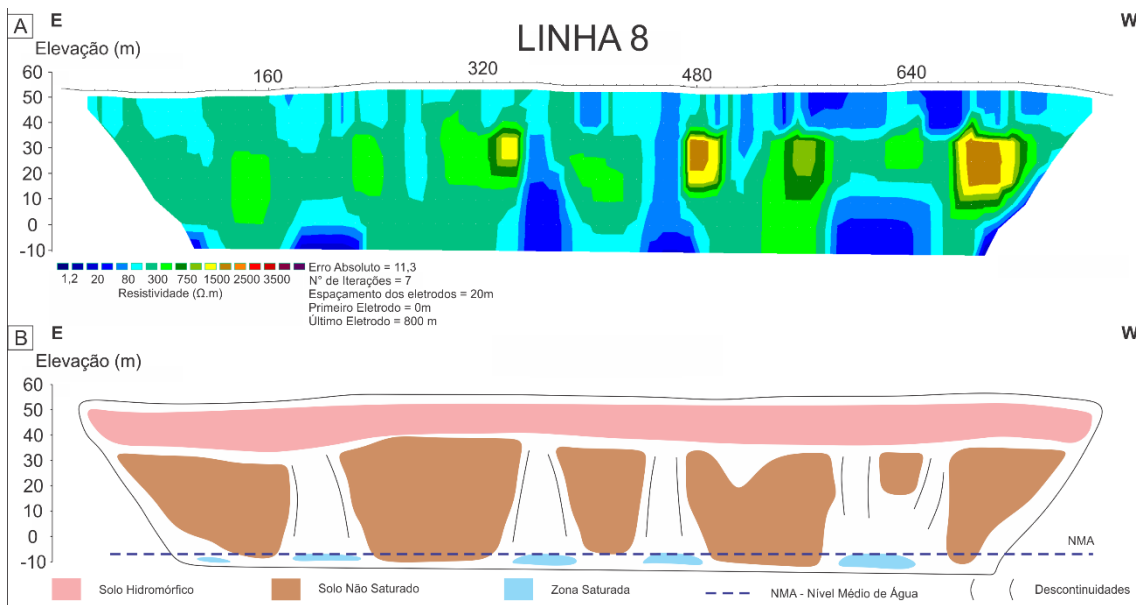 A E W
LINHA 8
Elevação (m)
160 320 480 640
60
50
40
30
20
10
0
-10
1,2 20 80 300 750 1500 2500 3500
Resistividade (Ω.m)
Erro Absoluto = 11,3
N° de Iterações = 7
Espaçamento dos eletrodos = 20m
Primeiro Eletrodo = 0m
Último Eletrodo = 800 m
B E W
Elevação (m)
60
50
40
30
20
10
0
-10
NMA
Solo Hidromórfico Solo Não Saturado Zona Saturada NMA - Nível Médio de Água Descontinuidades